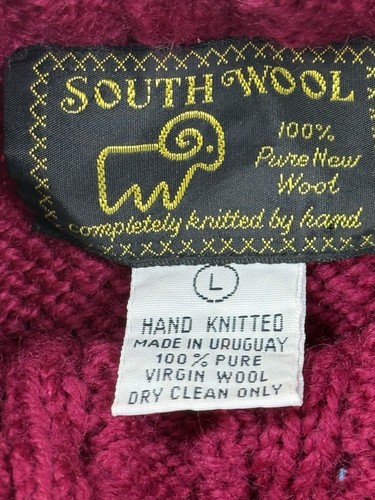 SOUTH WOOL
100%
Pure New
Wool
completely knitted by hand
L
HAND KNITTED
MADE IN URUGUAY
100% PURE
VIRGIN WOOL
DRY CLEAN ONLY